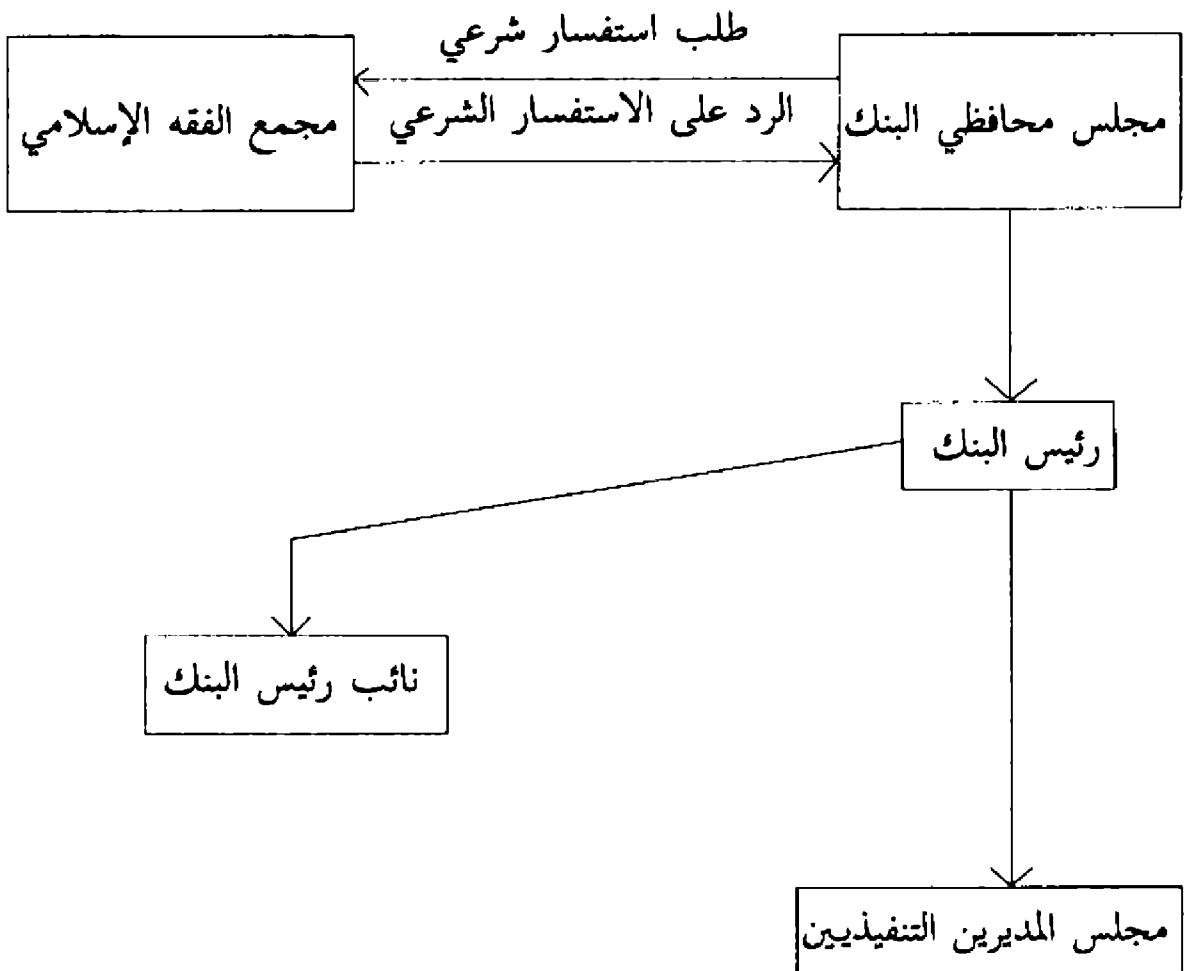 طلب استفسار شرعي
مجلس محافظي البنك
الرد على الاستفسار الشرعي
مجمع الفقه الإسلامي
رئيس البنك
نائب رئيس البنك
مجلس المديرين التنفيذيين